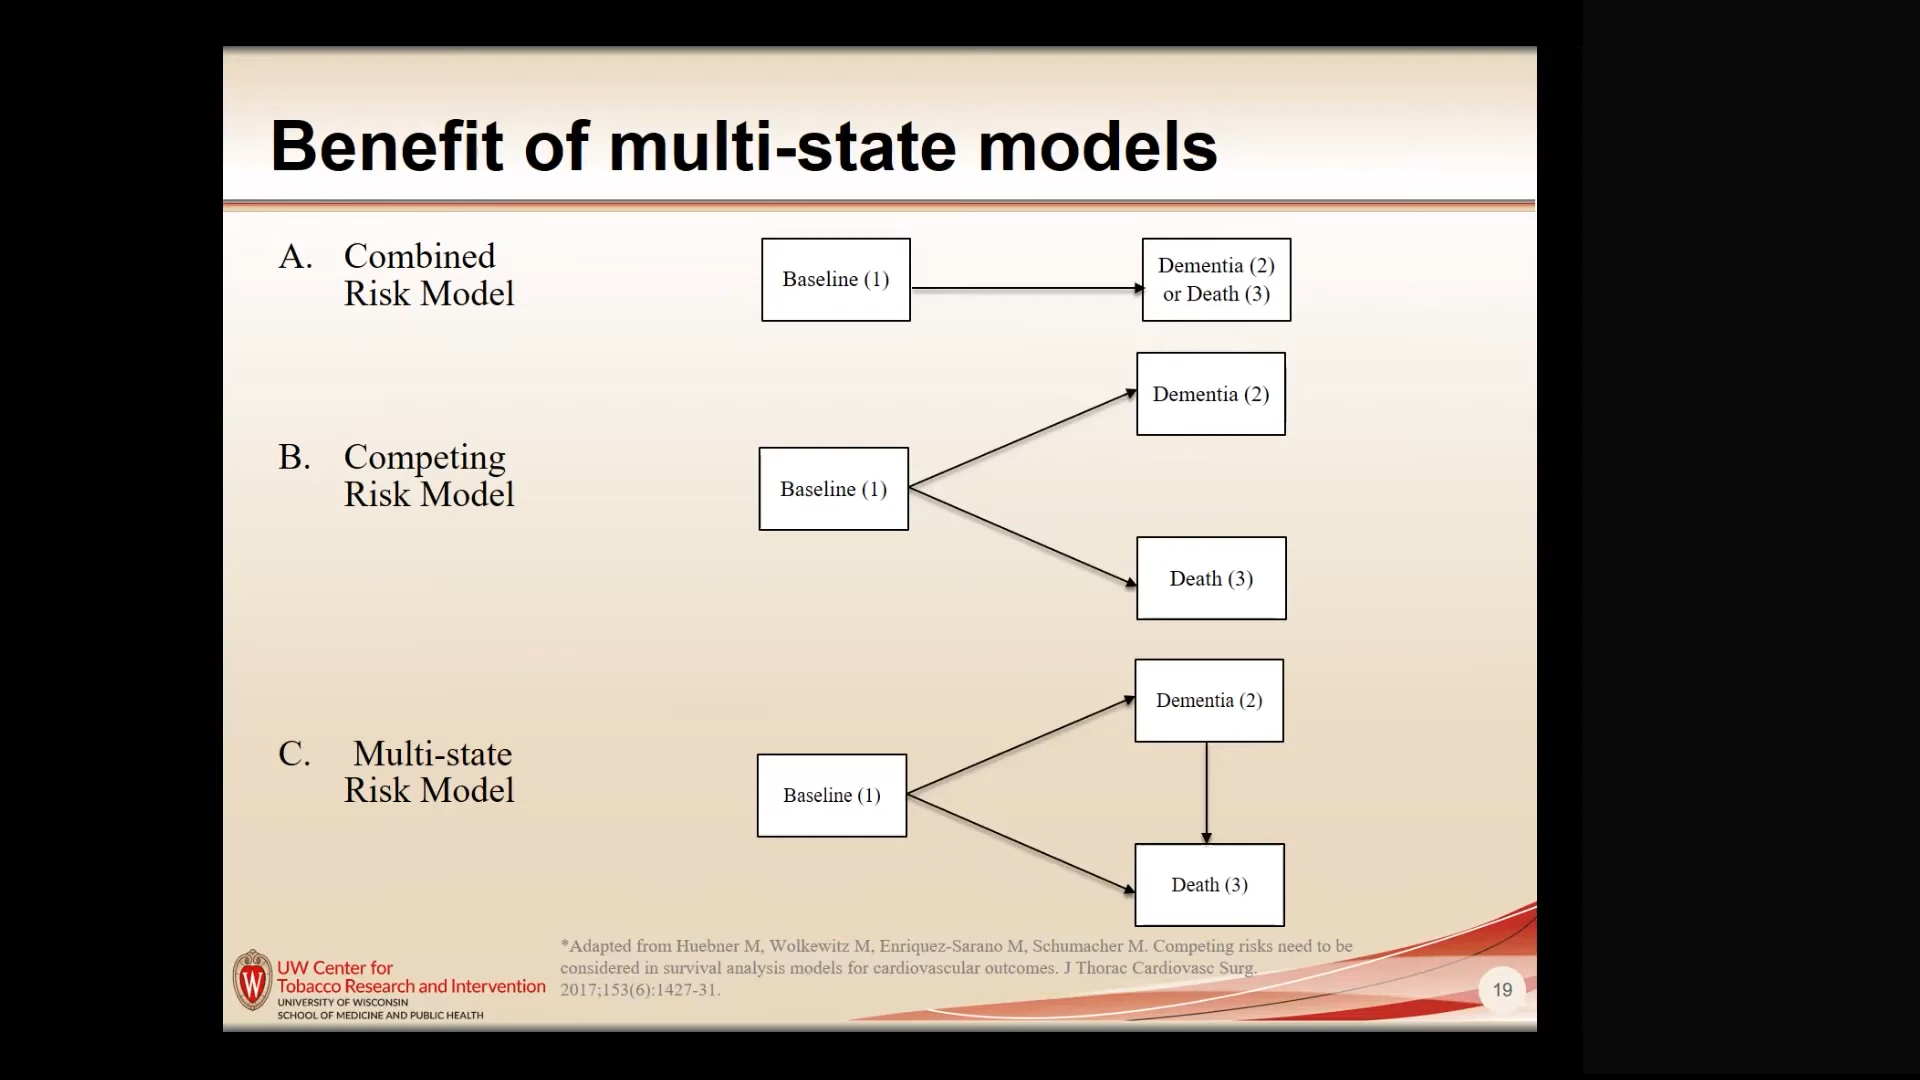 Benefit of multi-state models
A. Combined
Risk Model
Baseline (1)
Dementia (2)
or Death (3)
B. Competing
Risk Model
Baseline (1)
Dementia (2)
Death (3)
C. Multi-state
Risk Model
Baseline (1)
Dementia (2)
Death (3)
*Adapted from Huebner M, Wolkewitz M, Enriquez-Sarano M, Schumacher M. Competing risks need to be
considered in survival analysis models for cardiovascular outcomes. J Thorac Cardiovasc Surg.
2017;153(6):1427-31.
W
UW Center for
Tobacco Research and Intervention
UNIVERSITY OF WISCONSIN
SCHOOL OF MEDICINE AND PUBLIC HEALTH
19